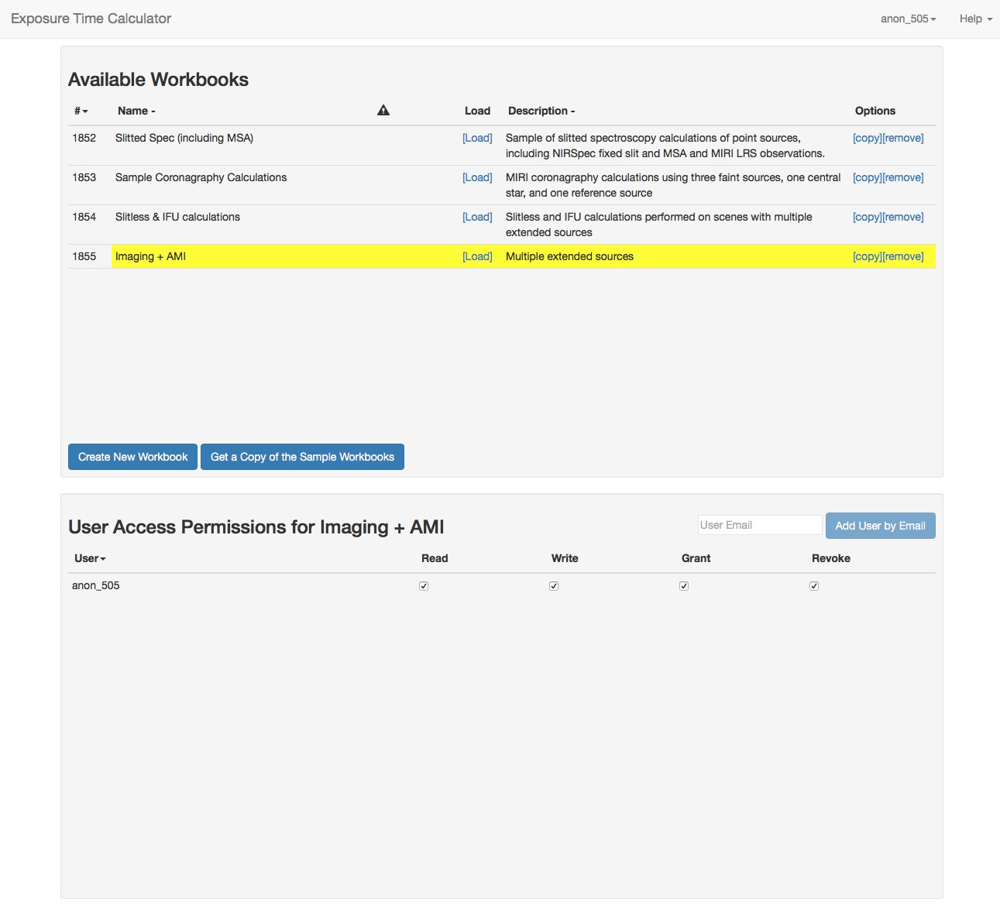 Exposure Time Calculator anon_505 Help
Available Workbooks
# Name - Load Description - Options
1852 Slitted Spec (including MSA) [Load] Sample of slitted spectroscopy calculations of point sources, [copy][remove]
including NIRSpec fixed slit and MSA and MIRI LRS observations.
1853 Sample Coronagraphy Calculations [Load] MIRI coronagraphy calculations using three faint sources, one central [copy][remove]
star, and one reference source
1854 Slitless & IFU calculations [Load] Slitless and IFU calculations performed on scenes with multiple [copy][remove]
extended sources
1855 Imaging + AMI [Load] Multiple extended sources [copy][remove]
Create New Workbook Get a Copy of the Sample Workbooks
User Access Permissions for Imaging + AMI User Email Add User by Email
User Read Write Grant Revoke
anon_505